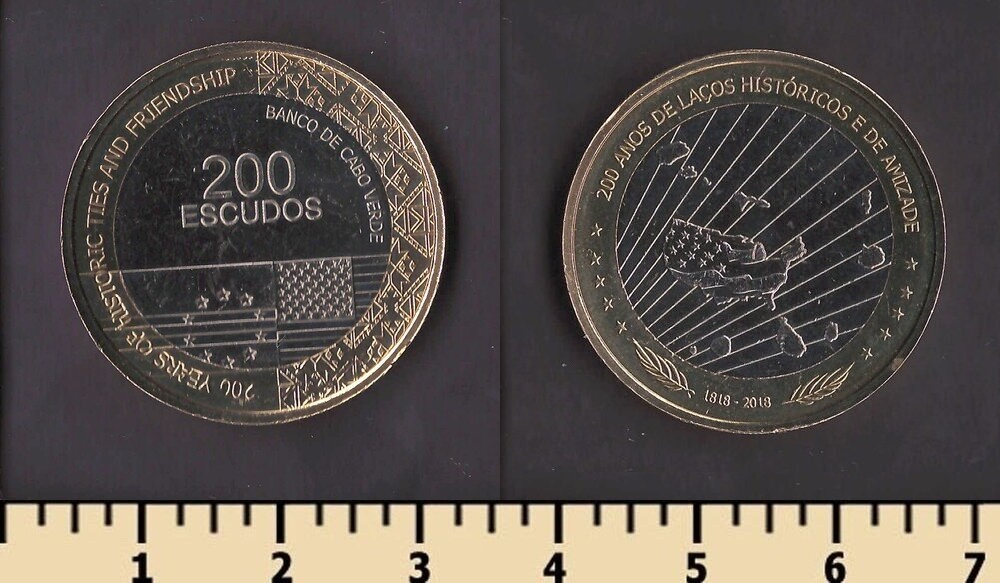 200 YEARS OF HISTORIC TIES AND FRIENDSHIP
BANCO DE CABO VERDE
200
ESCUDOS
200 ANOS DE LAÇOS HISTÓRICOS E DE AMIZADE
1818 - 2018
1 2 3 4 5 6 7